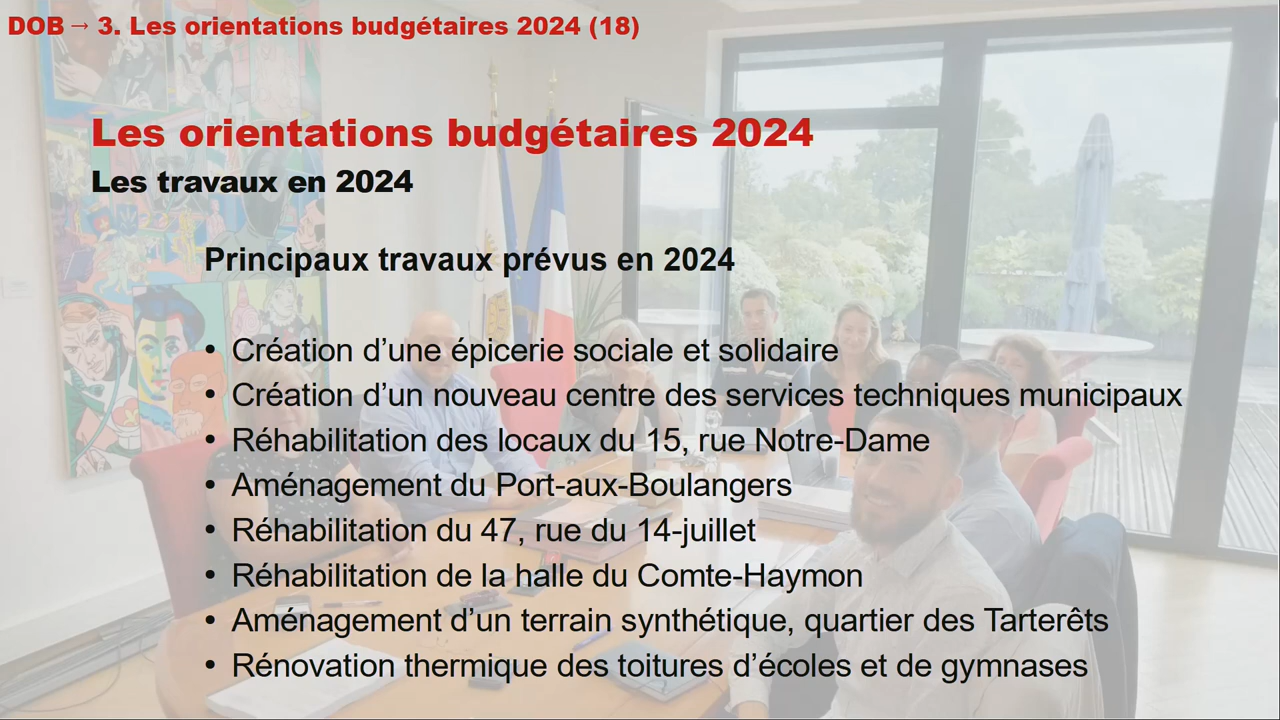 DOB → 3. Les orientations budgétaires 2024 (18)
Les orientations budgétaires 2024
Les travaux en 2024
Principaux travaux prévus en 2024
• Création d’une épicerie sociale et solidaire
• Création d’un nouveau centre des services techniques municipaux
• Réhabilitation des locaux du 15, rue Notre-Dame
• Aménagement du Port-aux-Boulangers
• Réhabilitation du 47, rue du 14-juillet
• Réhabilitation de la halle du Comte-Haymon
• Aménagement d’un terrain synthétique, quartier des Tarterêts
• Rénovation thermique des toitures d’écoles et de gymnases